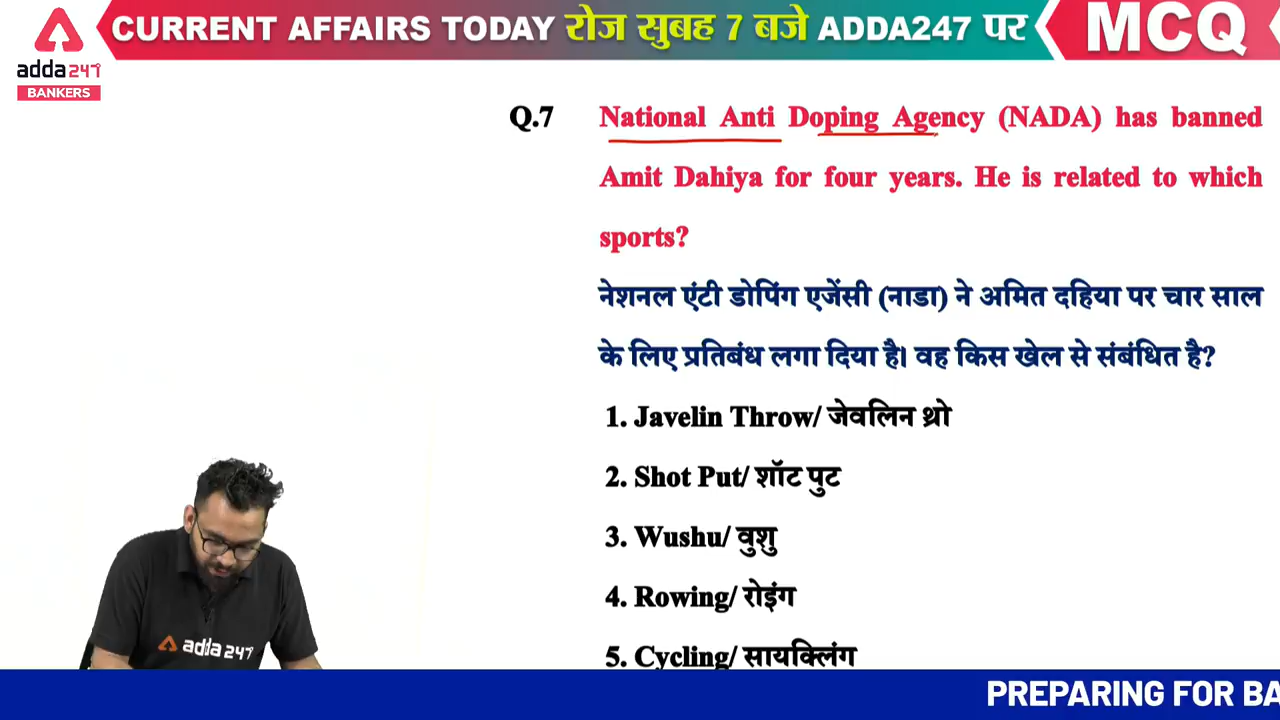 CURRENT AFFAIRS TODAY रोज सुबह 7 बजे ADDA247 पर
MCQ
adda247
BANKERS
Q.7 National Anti Doping Agency (NADA) has banned
Amit Dahiya for four years. He is related to which
sports?
नेशनल एंटी डोपिंग एजेंसी (नाडा) ने अमित दहिया पर चार साल
के लिए प्रतिबंध लगा दिया है। वह किस खेल से संबंधित है?
1. Javelin Throw/ जेवलिन थ्रो
2. Shot Put/ शॉट पुट
3. Wushu/ वुशु
4. Rowing/ रोइंग
5. Cycling/ सायक्लिंग
adda247
PREPARING FOR BA